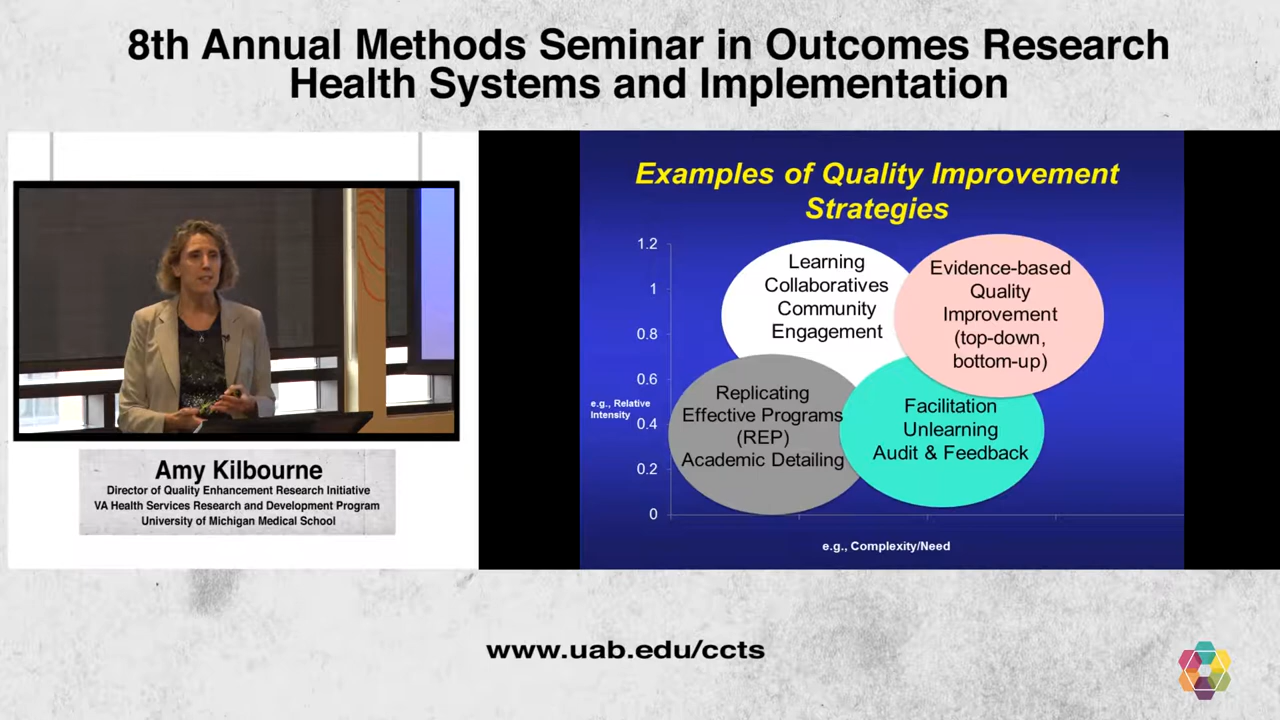 8th Annual Methods Seminar in Outcomes Research
Health Systems and Implementation
Amy Kilbourne
Director of Quality Enhancement Research Initiative
VA Health Services Research and Development Program
University of Michigan Medical School
Examples of Quality Improvement
Strategies
1.2
1
0.8
0.6
0.4
0.2
0
e.g., Relative
Intensity
Learning
Collaboratives
Community
Engagement
Evidence-based
Quality
Improvement
(top-down,
bottom-up)
Replicating
Effective Programs
(REP)
Academic Detailing
Facilitation
Unlearning
Audit & Feedback
e.g., Complexity/Need
www.uab.edu/ccts